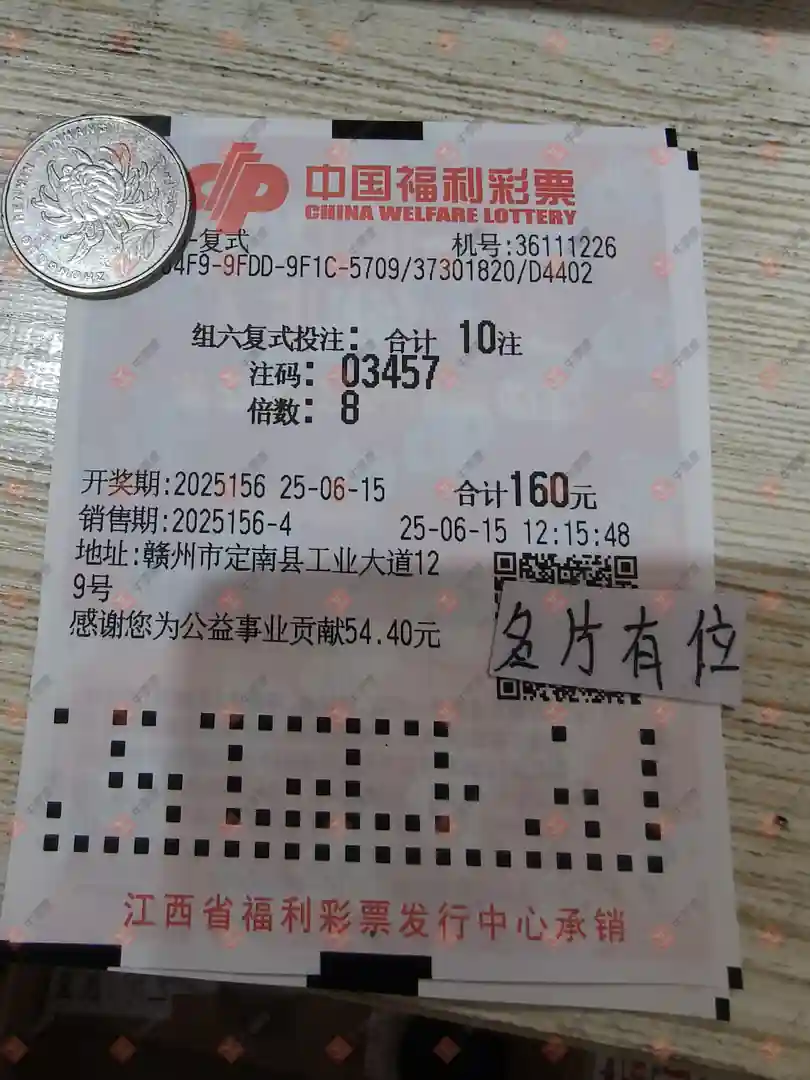 中国福利彩票
CHINA WELFARE LOTTERY
-复式 机号:36111226
04F9-9FDD-9F1C-5709/37301820/D4402
组六复式投注: 合计 10注
注码: 03457
倍数: 8
开奖期:2025156 25-06-15 合计160元
销售期:2025156-4 25-06-15 12:15:48
地址:赣州市定南县工业大道12
9号
感谢您为公益事业贡献54.40元
名片有位
江西省福利彩票发行中心承销